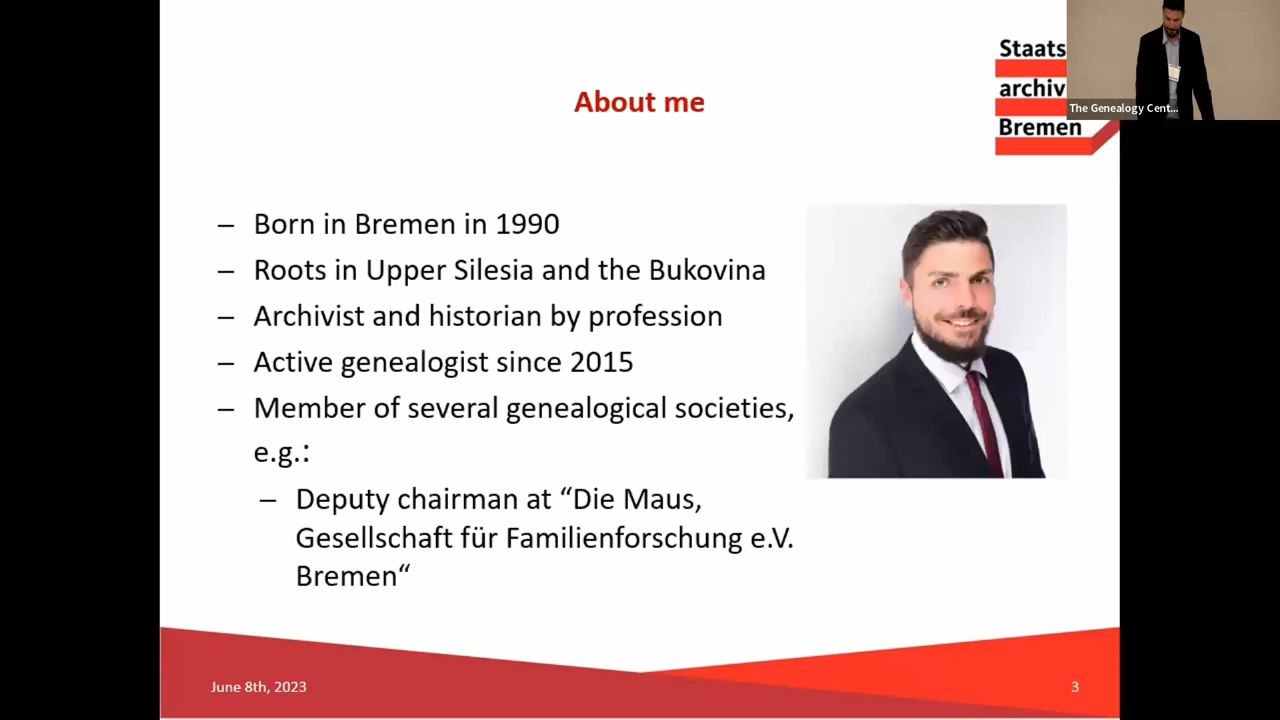 About me
Staats
archiv
Bremen
The Genealogy Cent...
– Born in Bremen in 1990
– Roots in Upper Silesia and the Bukovina
– Archivist and historian by profession
– Active genealogist since 2015
– Member of several genealogical societies,
e.g.:
– Deputy chairman at “Die Maus,
Gesellschaft für Familienforschung e.V.
Bremen“
June 8th, 2023
3